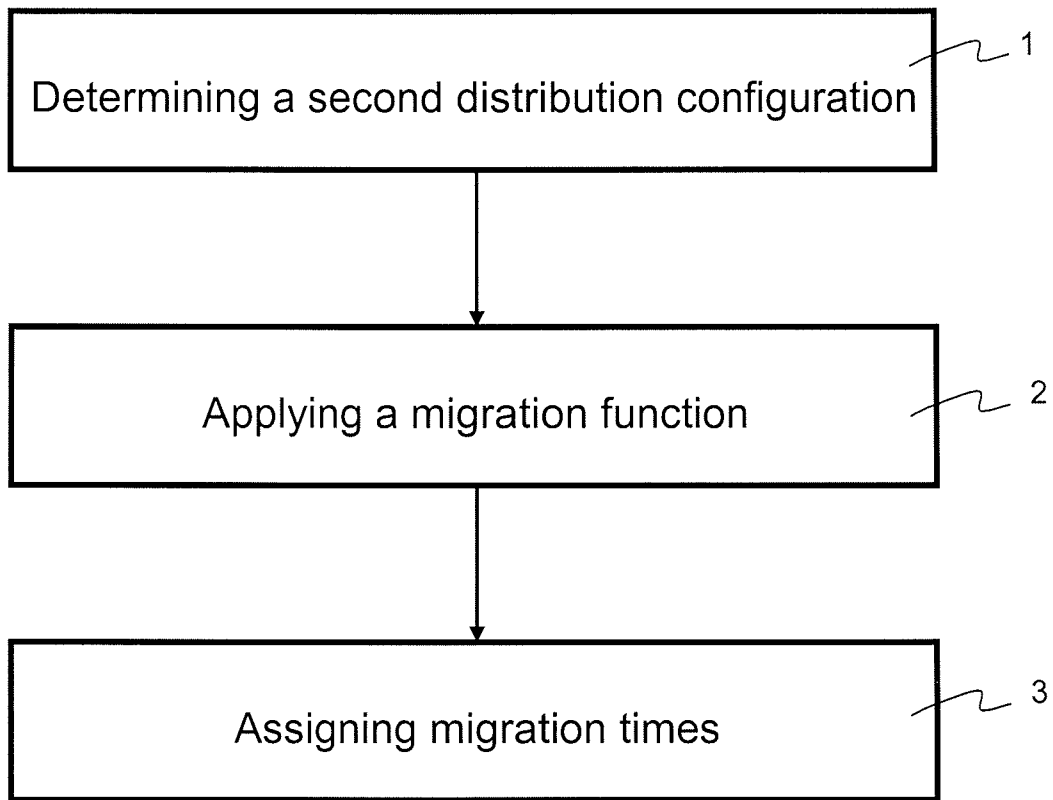 1
Determining a second distribution configuration
2
Applying a migration function
3
Assigning migration times